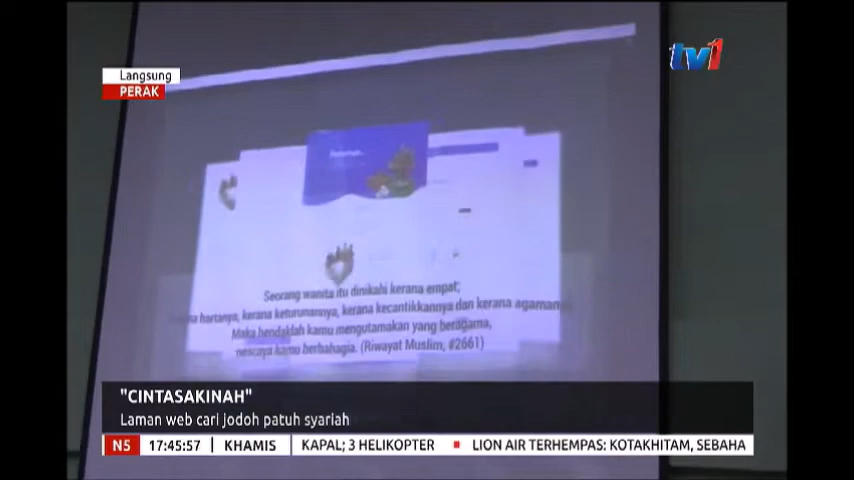 tv1
Langsung
PERAK
Seorang wanita itu dinikahi kerana empat;
hartanya, kerana keturunannya, kerana kecantikkannya dan kerana agaman
Maka hendaklah kamu mengutamakan yang beragama,
nescaya kamu berbahagia. (Riwayat Muslim, #2661)
"CINTASAKINAH"
Laman web cari jodoh patuh syariah
N5 17:45:57 | KHAMIS | KAPAL; 3 HELIKOPTER ▪ LION AIR TERHEMPAS: KOTAKHITAM, SEBAHA